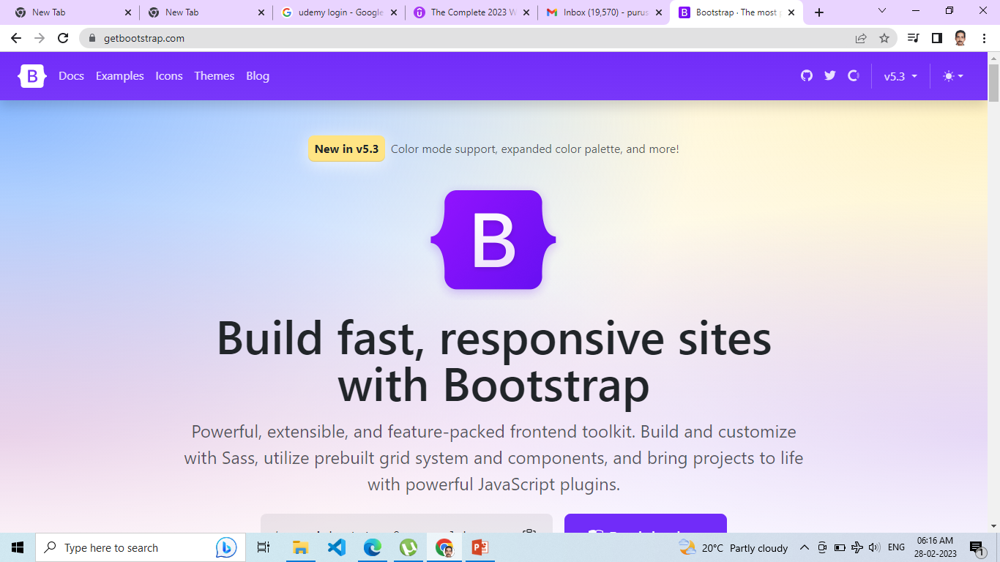 New Tab
New Tab
udemy login - Google
The Complete 2023 W
Inbox (19,570) - purus
Bootstrap · The most
getbootstrap.com
B Docs Examples Icons Themes Blog
v5.3
New in v5.3 Color mode support, expanded color palette, and more!
B
Build fast, responsive sites
with Bootstrap
Powerful, extensible, and feature-packed frontend toolkit. Build and customize
with Sass, utilize prebuilt grid system and components, and bring projects to life
with powerful JavaScript plugins.
Type here to search
20°C Partly cloudy
ENG
06:16 AM
28-02-2023
1